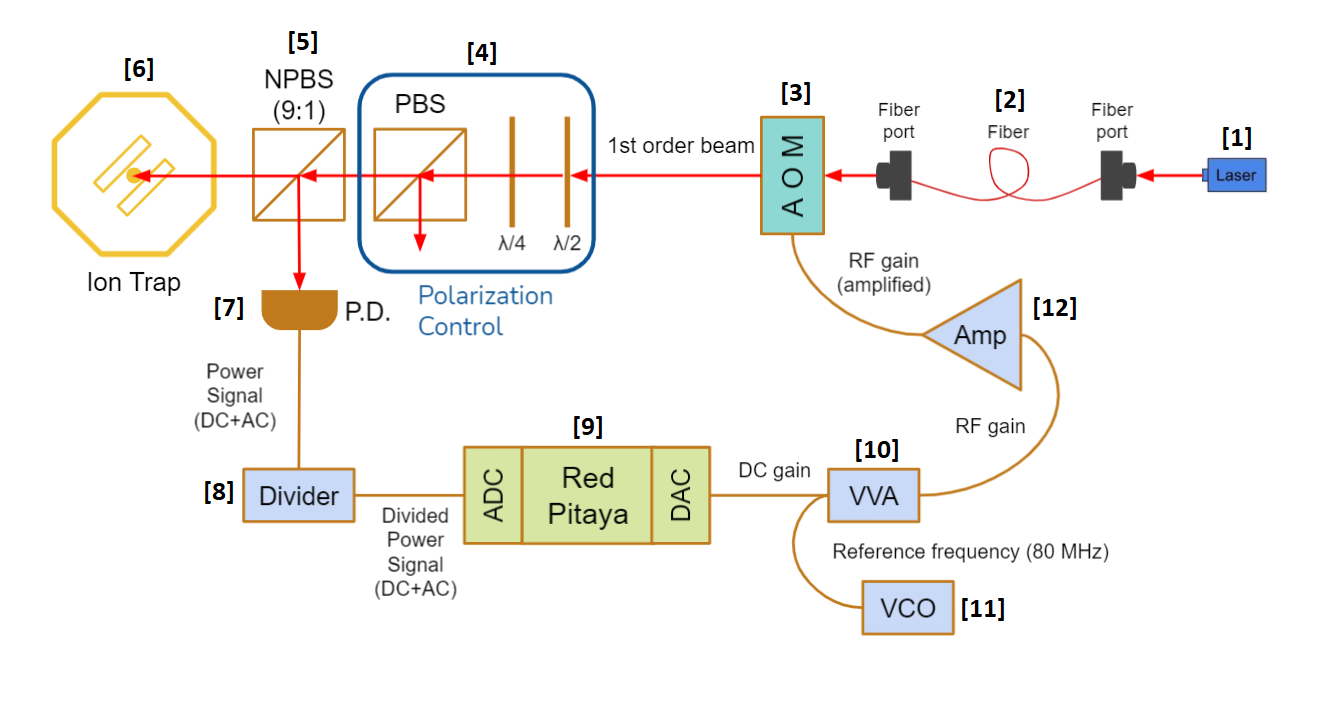 [5]
[4]
[6]
NPBS
(9:1)
PBS
[3]
[2]
Fiber
port
Fiber
Fiber
port
[1]
1st order beam
A O M
Laser
λ/4
λ/2
Ion Trap
[7]
P.D.
Polarization
Control
RF gain
(amplified)
Amp
[12]
Power
Signal
(DC+AC)
RF gain
[8]
Divider
[9]
ADC
Red
Pitaya
DAC
DC gain
[10]
VVA
Divided
Power
Signal
(DC+AC)
Reference frequency (80 MHz)
VCO
[11]